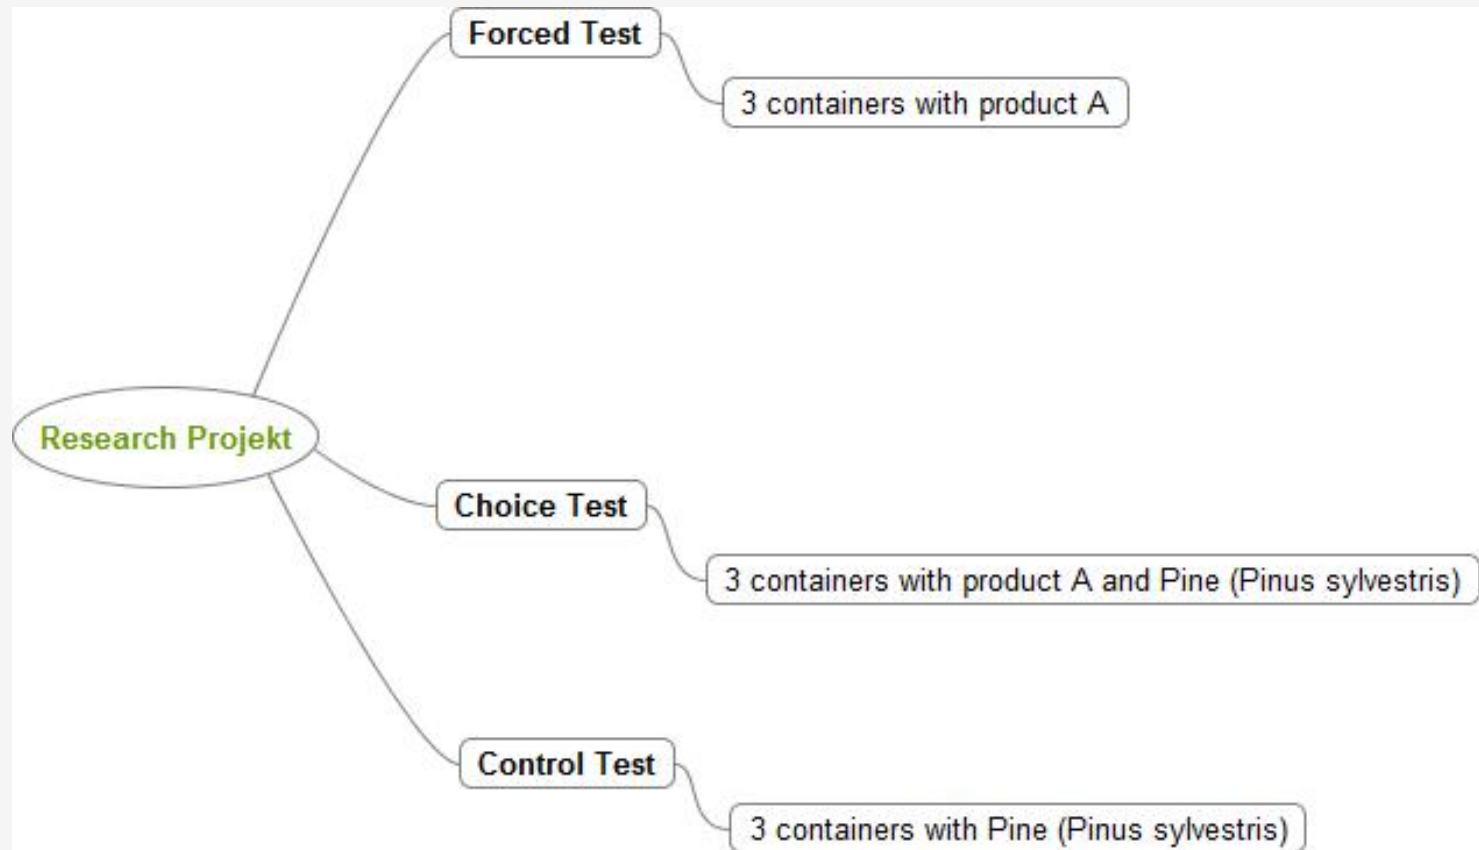 Forced Test
3 containers with product A
Research Projekt
Choice Test
3 containers with product A and Pine (Pinus sylvestris)
Control Test
3 containers with Pine (Pinus sylvestris)